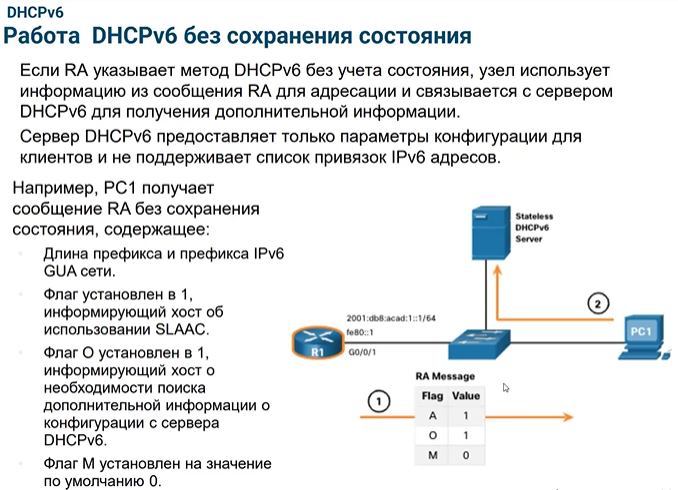 DHCPv6
Работа DHCPv6 без сохранения состояния
Если RA указывает метод DHCPv6 без учета состояния, узел использует
информацию из сообщения RA для адресации и связывается с сервером
DHCPv6 для получения дополнительной информации.
Сервер DHCPv6 предоставляет только параметры конфигурации для
клиентов и не поддерживает список привязок IPv6 адресов.
Например, PC1 получает
сообщение RA без сохранения
состояния, содержащее:
Длина префикса и префикса IPv6
GUA сети.
Флаг установлен в 1,
информирующий хост об
использовании SLAAC.
Флаг O установлен в 1,
информирующий хост о
необходимости поиска
дополнительной информации о
конфигурации с сервера
DHCPv6.
Флаг M установлен на значение
по умолчанию 0.
Stateless
DHCPv6
Server
2
2001:db8:acad:1::1/64
fe80::1
R1
G0/0/1
PC1
RA Message
1
Flag Value
A 1
O 1
M 0